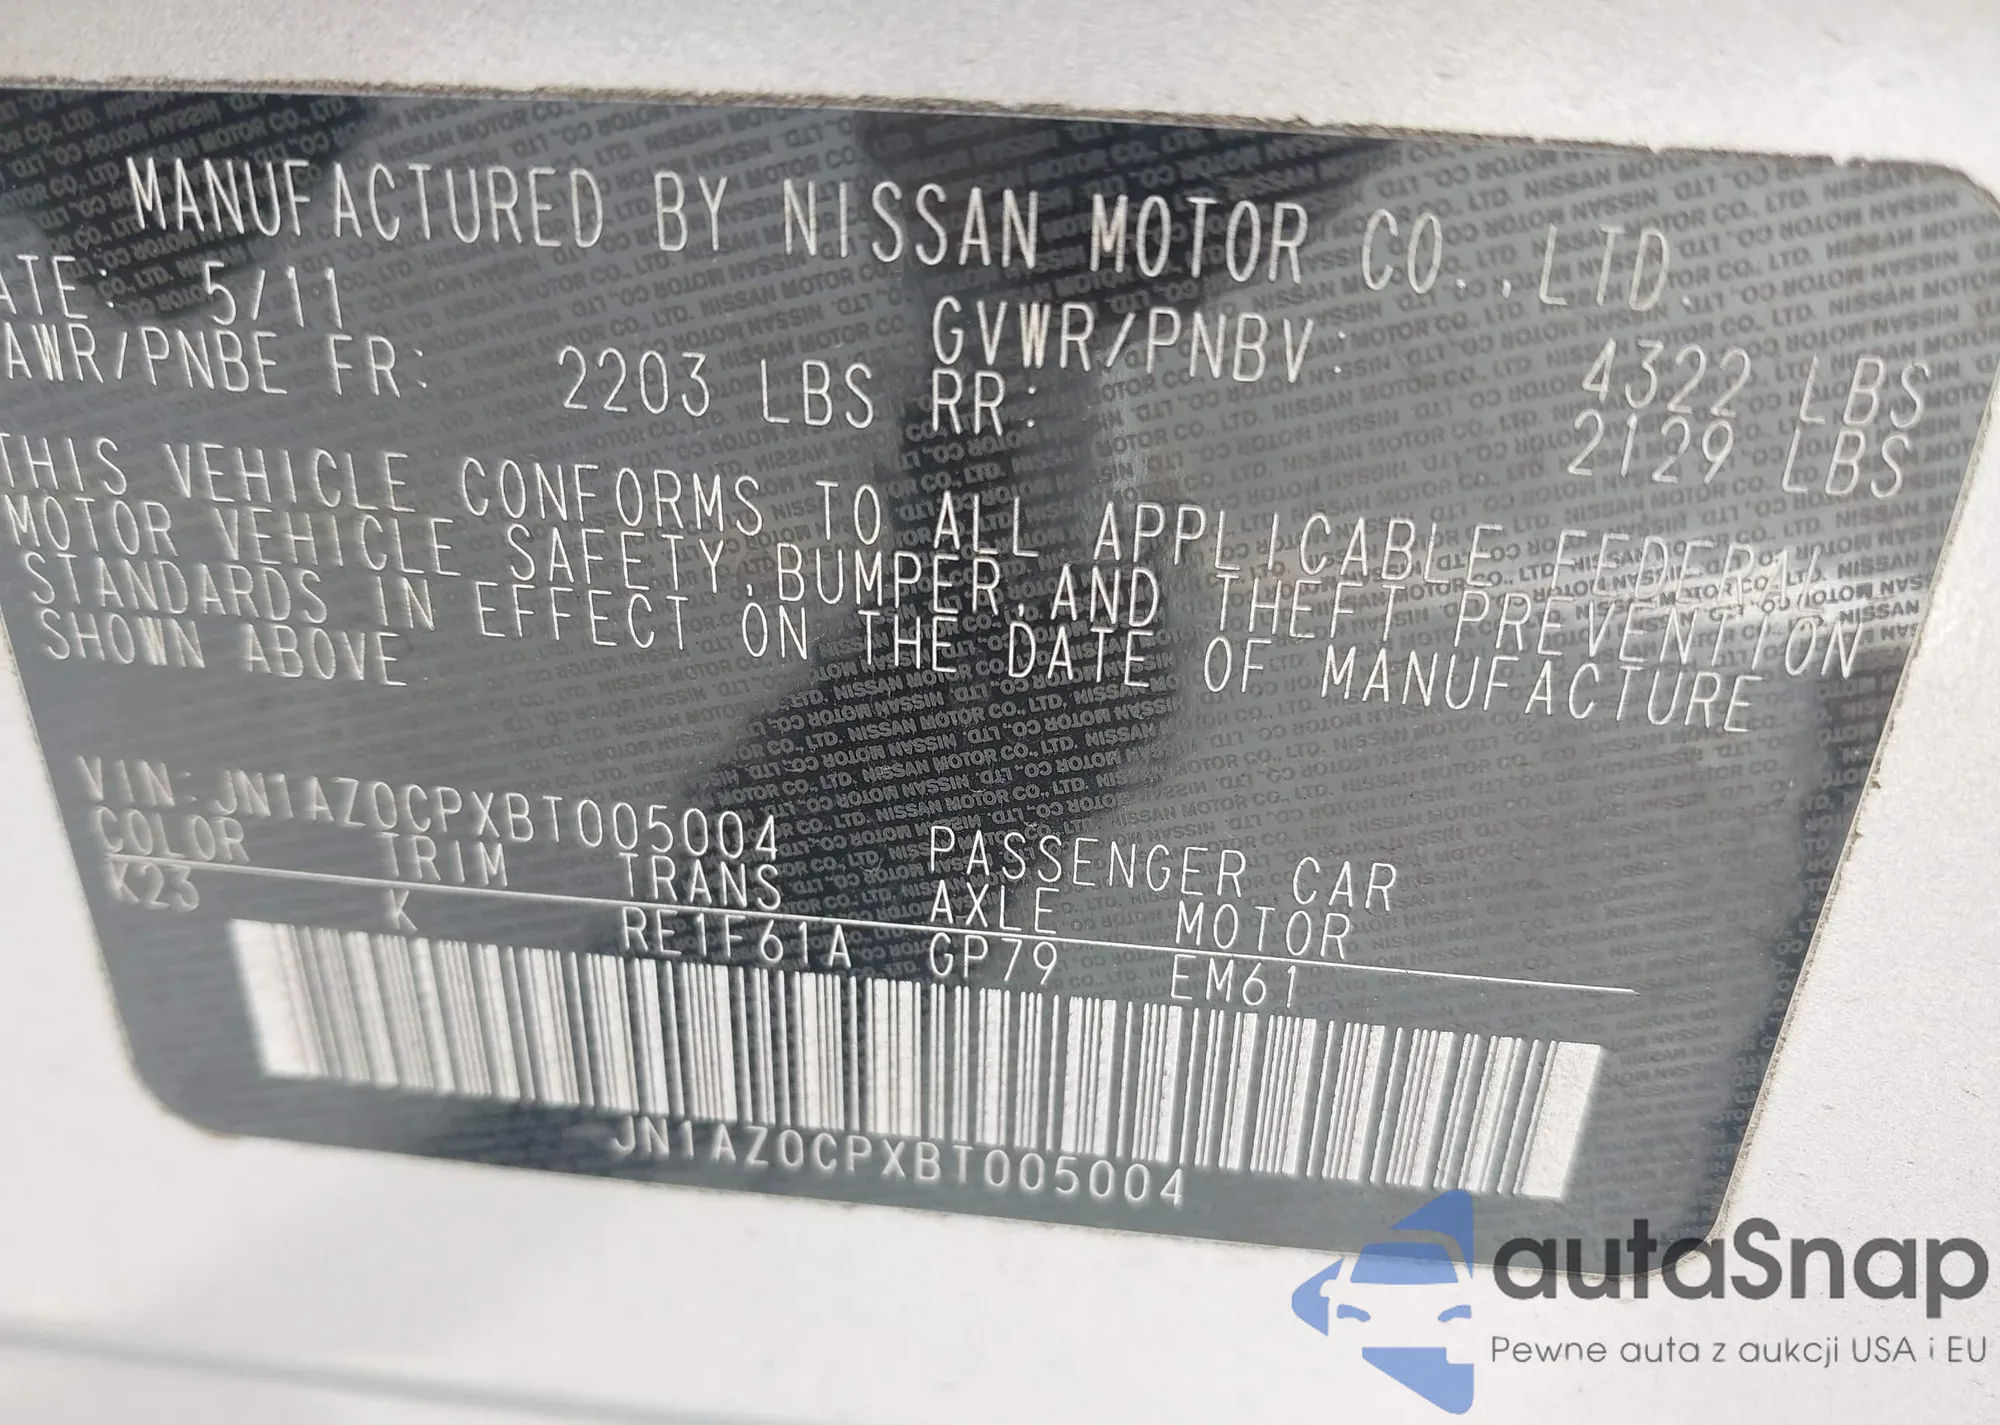 MANUFACTURED BY NISSAN MOTOR CO.,LTD.
ATE: 5/11
GVWR/PNBV: 4322 LBS
AWR/PNBE FR: 2203 LBS RR: 2129 LBS
THIS VEHICLE CONFORMS TO ALL APPLICABLE FEDERAL
MOTOR VEHICLE SAFETY,BUMPER,AND THEFT PREVENTION
STANDARDS IN EFFECT ON THE DATE OF MANUFACTURE
SHOWN ABOVE
VIN:JN1AZ0CPXBT005004 PASSENGER CAR
COLOR TRIM TRANS AXLE MOTOR
K23 K RE1F61A GP79 EM61
JN1AZ0CPXBT005004
autaSnap
Pewne auta z aukcji USA i EU